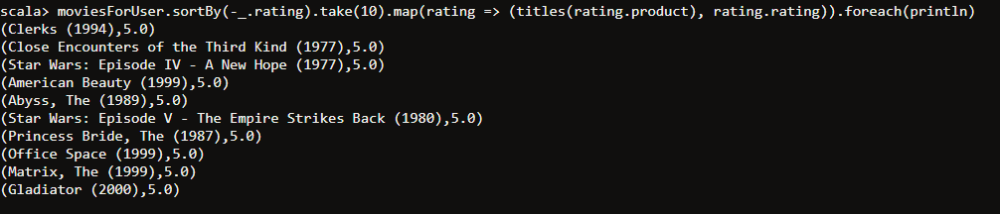 scala> moviesForUser.sortBy(-_.rating).take(10).map(rating => (titles(rating.product), rating.rating)).foreach(println)
(Clerks (1994),5.0)
(Close Encounters of the Third Kind (1977),5.0)
(Star Wars: Episode IV - A New Hope (1977),5.0)
(American Beauty (1999),5.0)
(Abyss, The (1989),5.0)
(Star Wars: Episode V - The Empire Strikes Back (1980),5.0)
(Princess Bride, The (1987),5.0)
(Office Space (1999),5.0)
(Matrix, The (1999),5.0)
(Gladiator (2000),5.0)